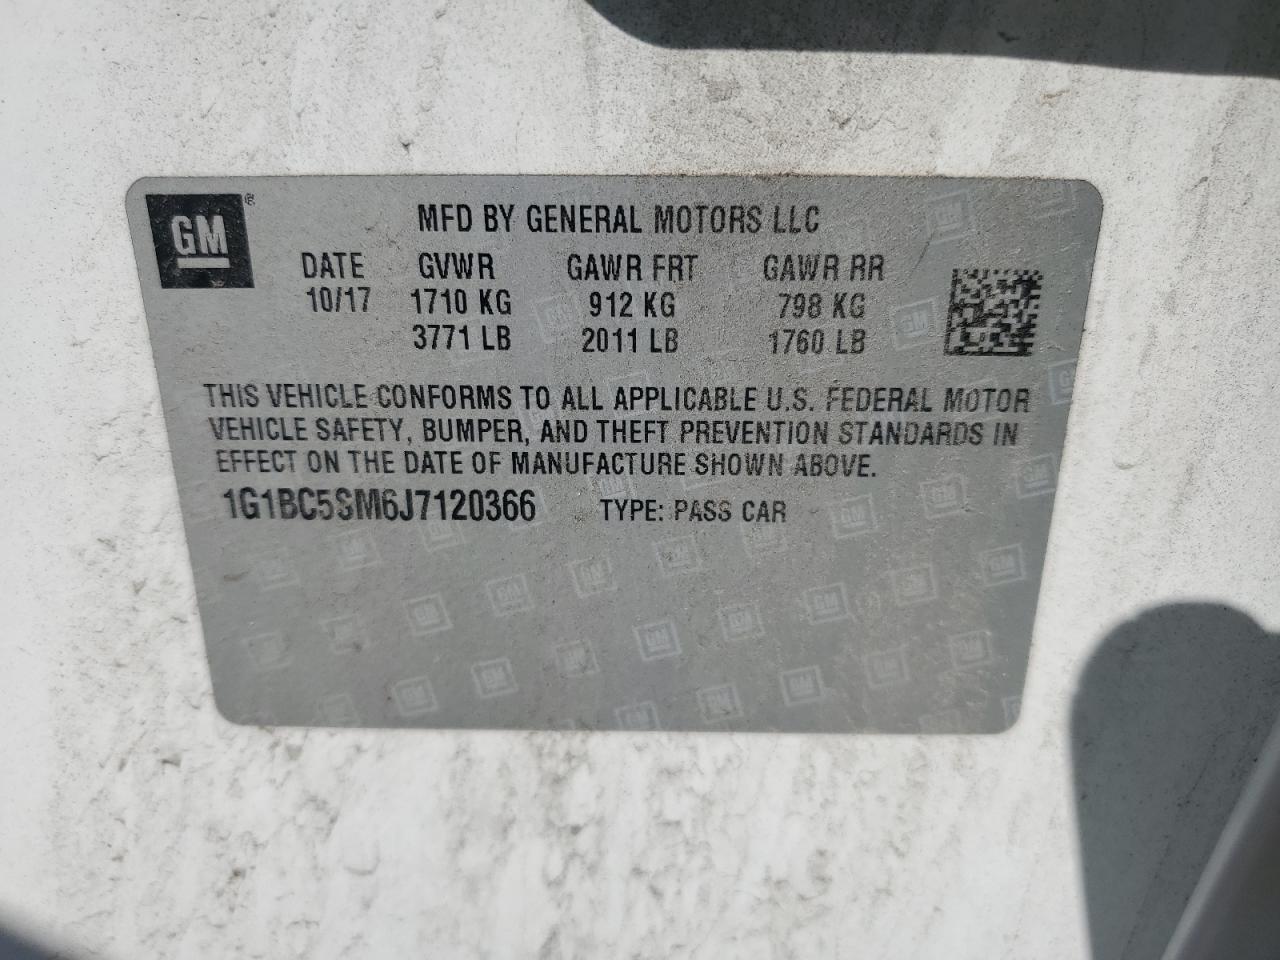 GM®
MFD BY GENERAL MOTORS LLC
DATE GVWR GAWR FRT GAWR RR
10/17 1710 KG 912 KG 798 KG
3771 LB 2011 LB 1760 LB
THIS VEHICLE CONFORMS TO ALL APPLICABLE U.S. FEDERAL MOTOR
VEHICLE SAFETY, BUMPER, AND THEFT PREVENTION STANDARDS IN
EFFECT ON THE DATE OF MANUFACTURE SHOWN ABOVE.
1G1BC5SM6J7120366 TYPE: PASS CAR